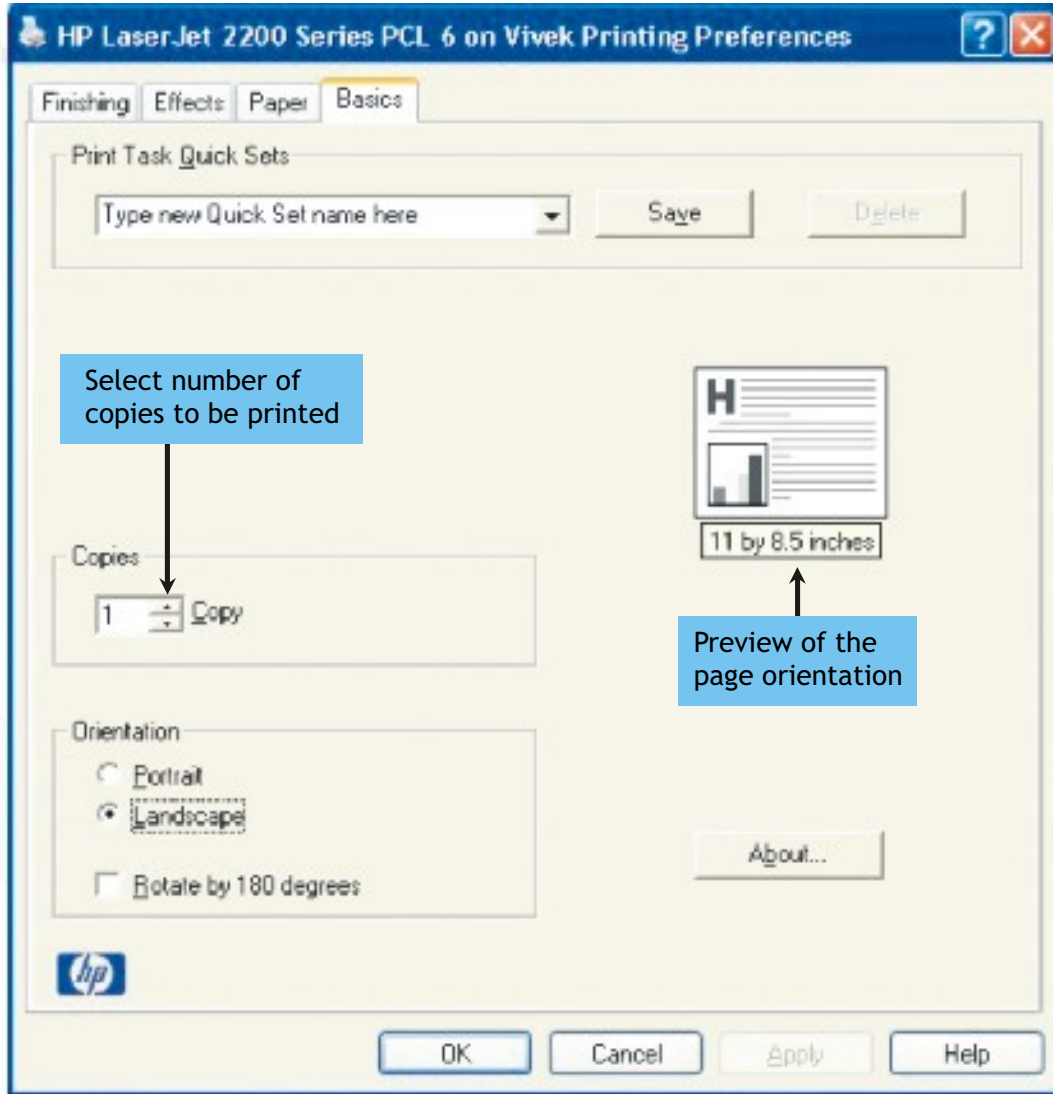 HP LaserJet 2200 Series PCL 6 on Vivek Printing Preferences
Finishing Effects Paper Basics
Print Task Quick Sets
Type new Quick Set name here Save Delete
Select number of
copies to be printed
H
11 by 8.5 inches
Preview of the
page orientation
Copies
1 Copy
Orientation
Portrait
Landscape
Rotate by 180 degrees
About...
hp
OK Cancel Apply Help